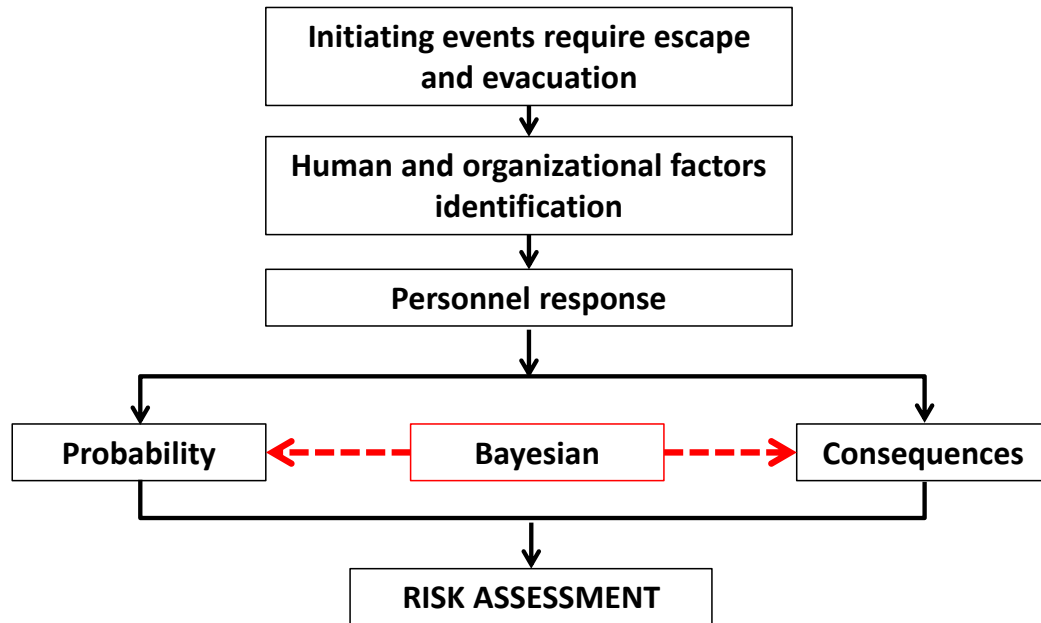 Initiating events require escape
and evacuation
Human and organizational factors
identification
Personnel response
Probability
Bayesian
Consequences
RISK ASSESSMENT